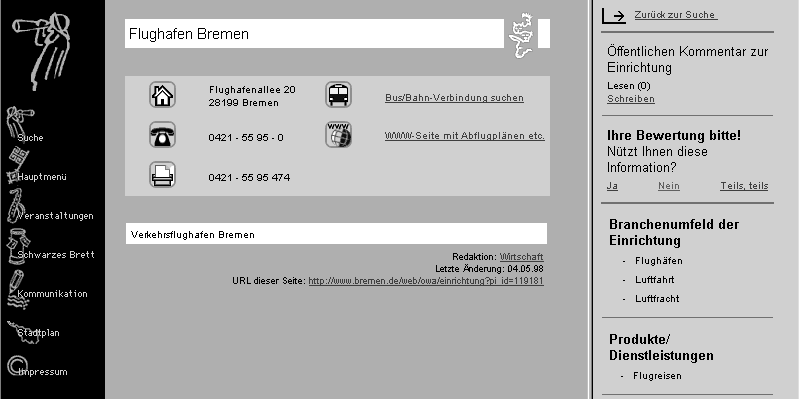 Suche
Hauptmenü
Veranstaltungen
Schwarzes Brett
Kommunikation
Stadtplan
Impressum
Flughafen Bremen
Flughafenallee 20
28199 Bremen
Bus/Bahn-Verbindung suchen
0421 - 55 95 - 0
WWW
WWW-Seite mit Abflugplänen etc.
0421 - 55 95 474
Verkehrsflughafen Bremen
Redaktion: Wirtschaft
Letzte Änderung: 04.05.98
URL dieser Seite: http://www.bremen.de/web/owa/einrichtung?pi_id=119181
Zurück zur Suche
Öffentlichen Kommentar zur
Einrichtung
Lesen (0)
Schreiben
Ihre Bewertung bitte!
Nützt Ihnen diese
Information?
Ja Nein Teils, teils
Branchenumfeld der
Einrichtung
- Flughäfen
- Luftfahrt
- Luftfracht
Produkte/
Dienstleistungen
- Flugreisen